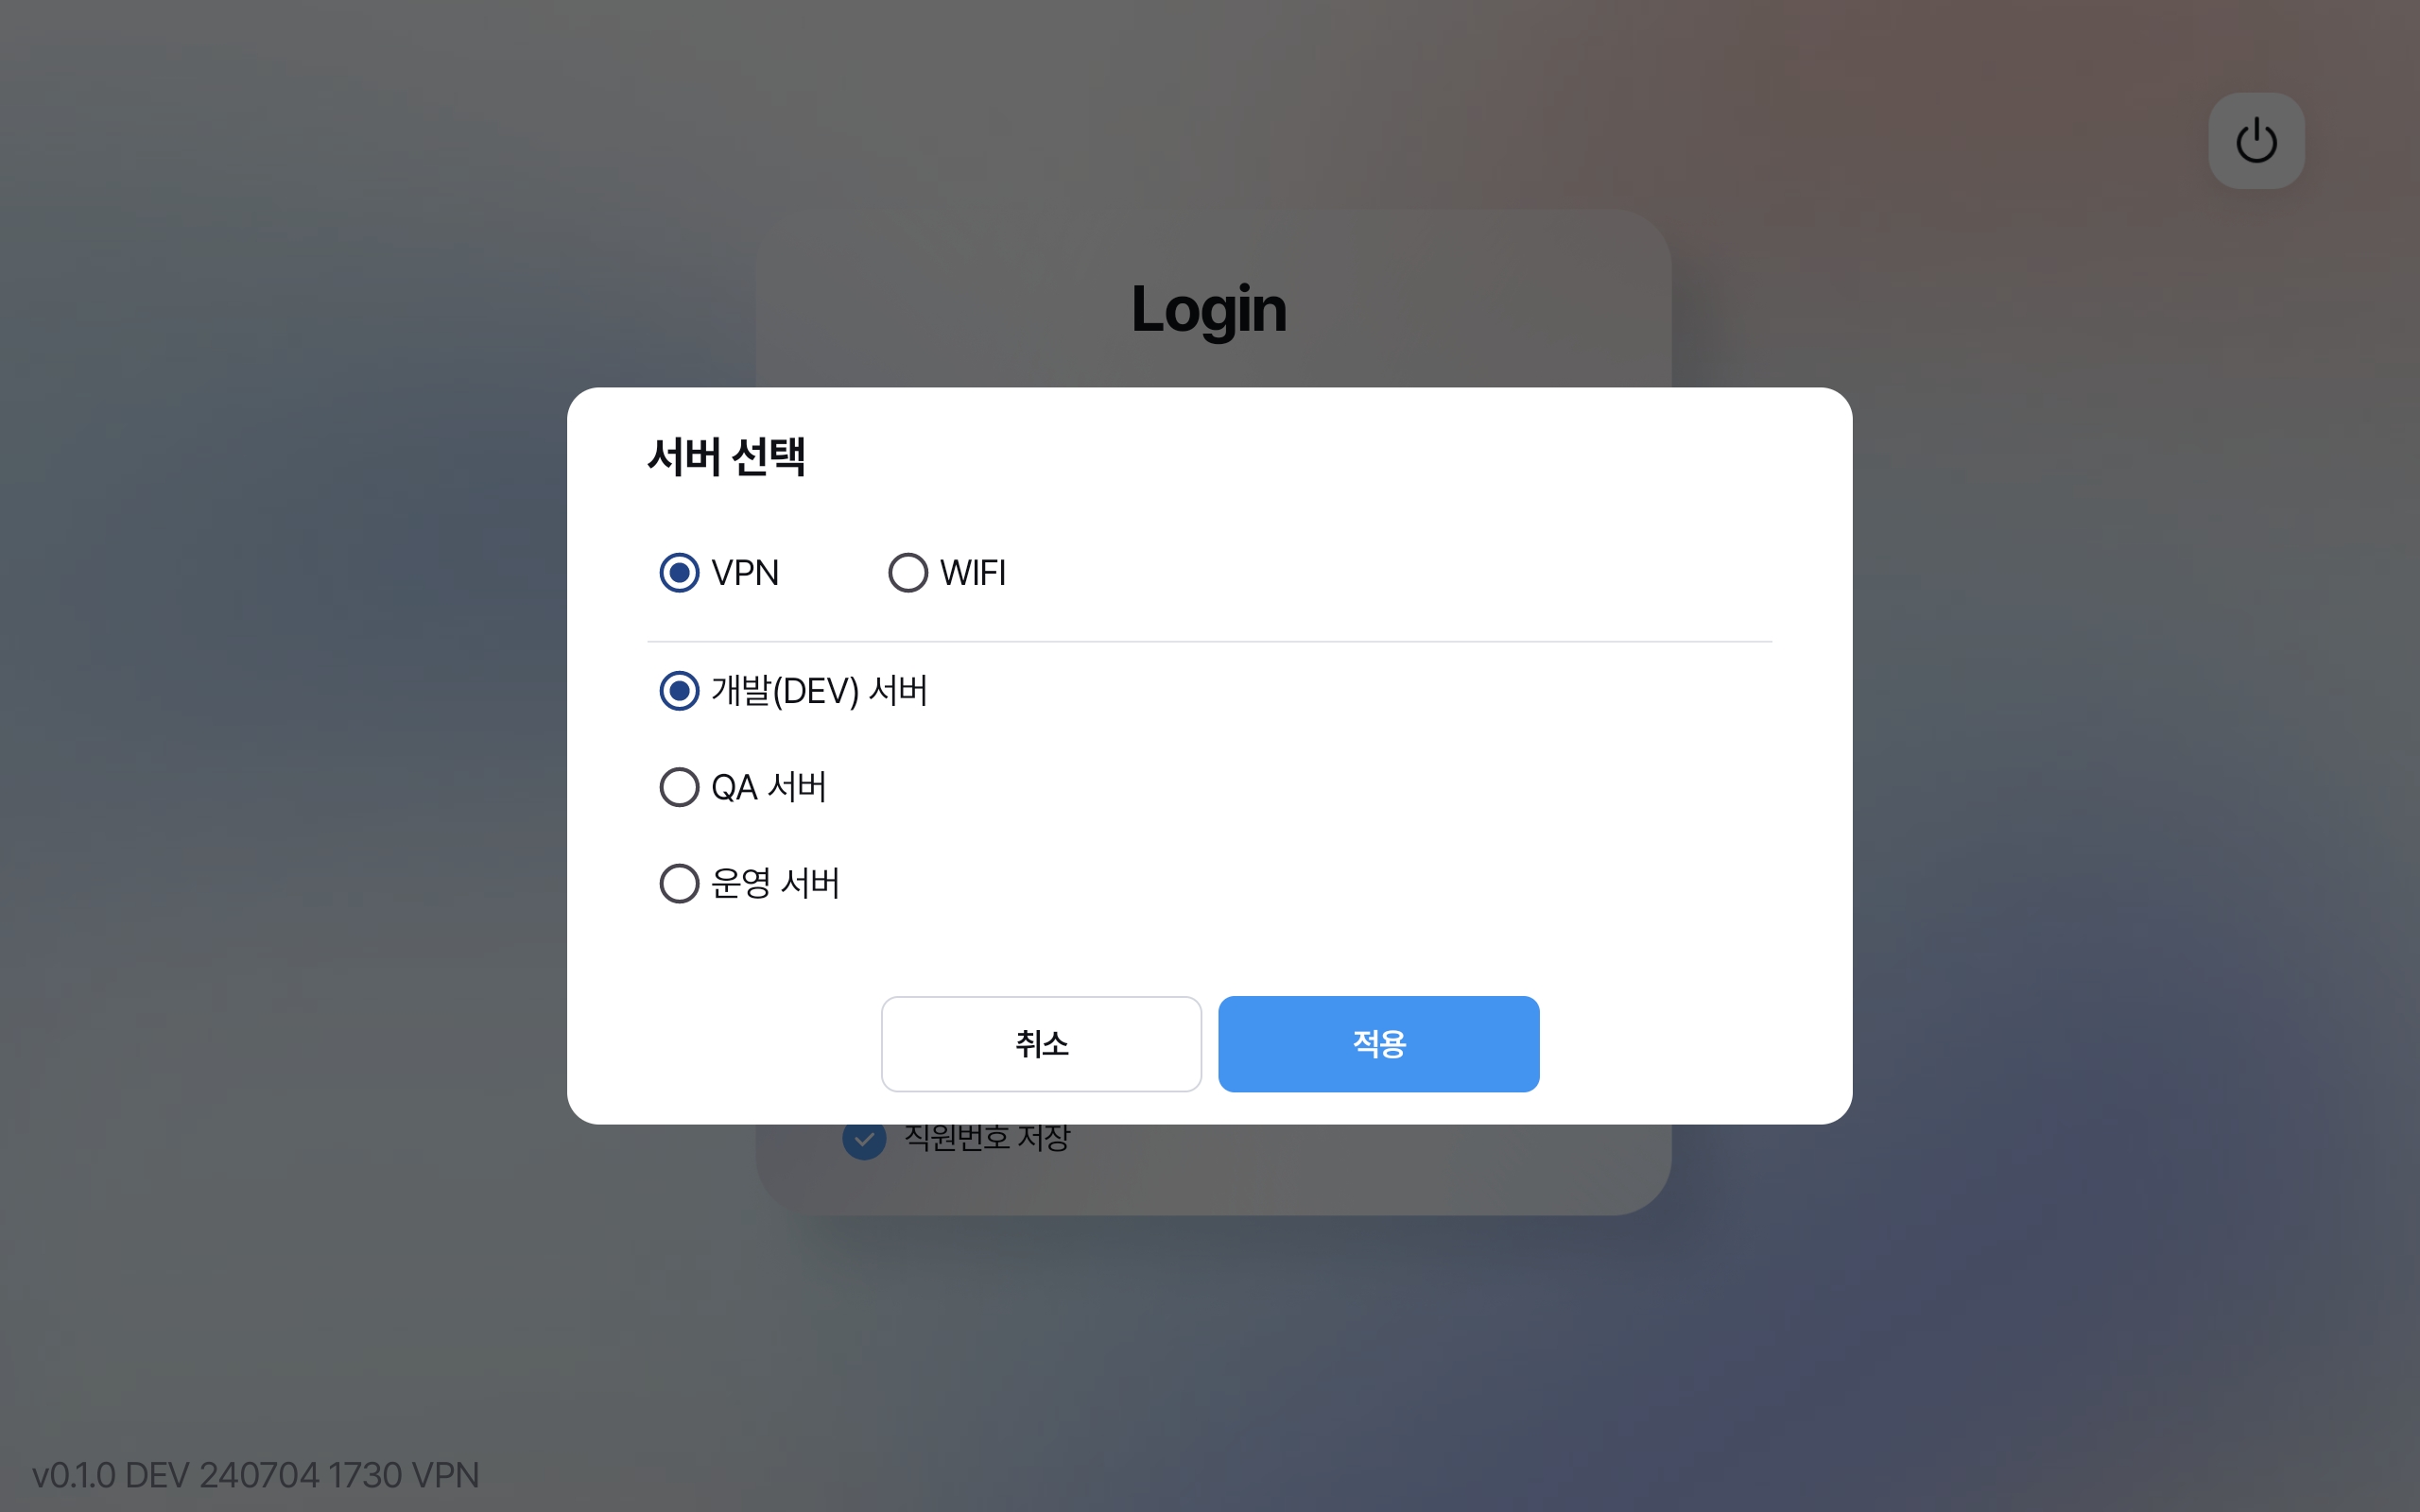 Login
서버 선택
VPN WIFI
개발(DEV) 서버
QA 서버
운영 서버
취소 적용
직원번호 저장
v0.1.0 DEV 240704 1730 VPN